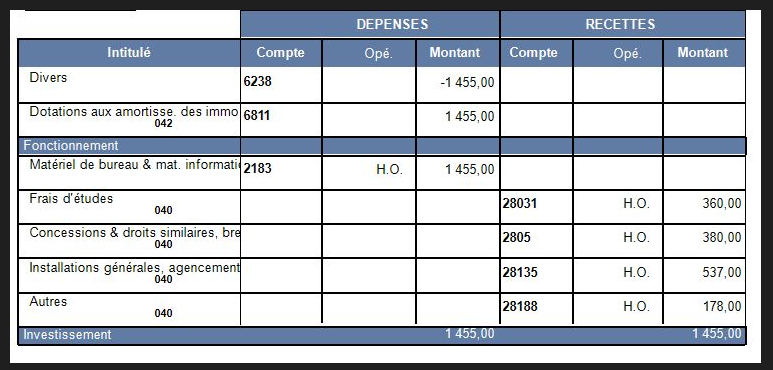 DEPENSES RECETTES
Intitulé Compte Opé. Montant Compte Opé. Montant
Divers 6238 -1 455,00
Dotations aux amortisse. des immo 6811 1 455,00
042
Fonctionnement
Matériel de bureau & mat. informati 2183 H.O. 1 455,00
Frais d'études 28031 H.O. 360,00
040
Concessions & droits similaires, bre 2805 H.O. 380,00
040
Installations générales, agencement 28135 H.O. 537,00
040
Autres 28188 H.O. 178,00
040
Investissement 1 455,00 1 455,00